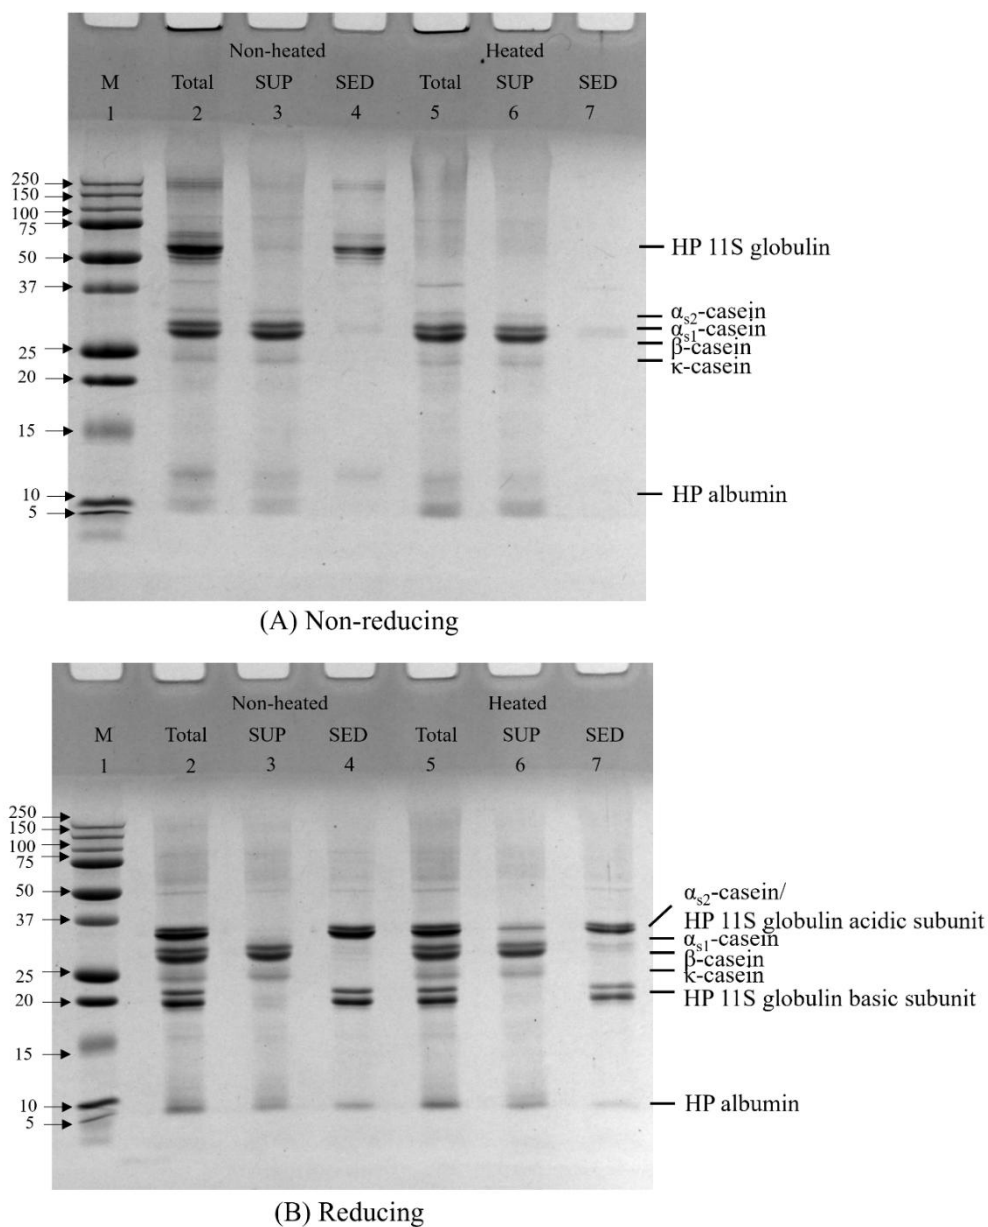 Non-heated Heated
M Total SUP SED Total SUP SED
1 2 3 4 5 6 7
250
150
100
75
50
37
25
20
15
10
5
HP 11S globulin
αs2-casein
αs1-casein
β-casein
κ-casein
HP albumin
(A) Non-reducing
Non-heated Heated
M Total SUP SED Total SUP SED
1 2 3 4 5 6 7
250
150
100
75
50
37
25
20
15
10
5
αs2-casein/
HP 11S globulin acidic subunit
αs1-casein
β-casein
κ-casein
HP 11S globulin basic subunit
HP albumin
(B) Reducing